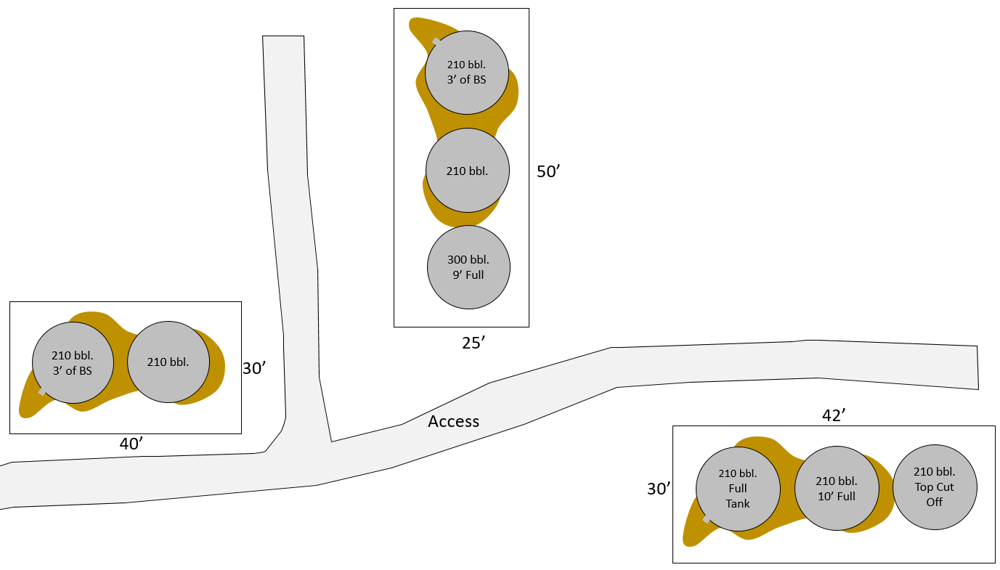 210 bbl.
3’ of BS
210 bbl.
50’
300 bbl.
9’ Full
25’
210 bbl.
3’ of BS
210 bbl.
30’
40’
Access
42’
30’
210 bbl.
Full
Tank
210 bbl.
10’ Full
210 bbl.
Top Cut
Off